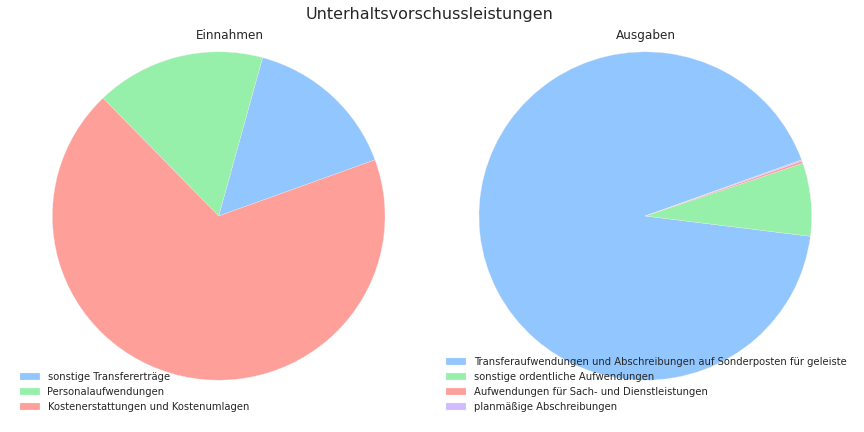 Unterhaltsvorschussleistungen
Einnahmen
sonstige Transfererträge
Personalaufwendungen
Kostenerstattungen und Kostenumlagen
Ausgaben
Transferaufwendungen und Abschreibungen auf Sonderposten für geleiste
sonstige ordentliche Aufwendungen
Aufwendungen für Sach- und Dienstleistungen
planmäßige Abschreibungen